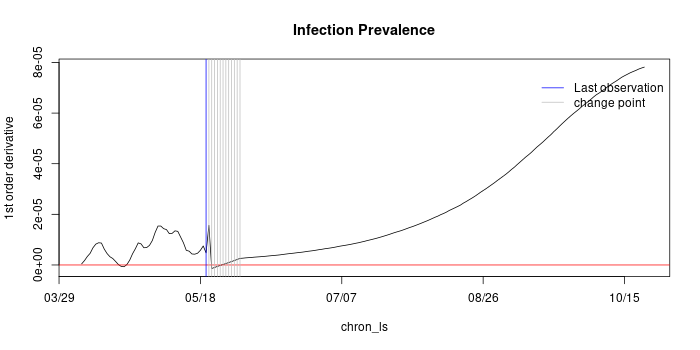 Infection Prevalence
1st order derivative
8e-05
6e-05
4e-05
2e-05
0e+00
Last observation
change point
03/29 05/18 07/07 08/26 10/15
chron_ls